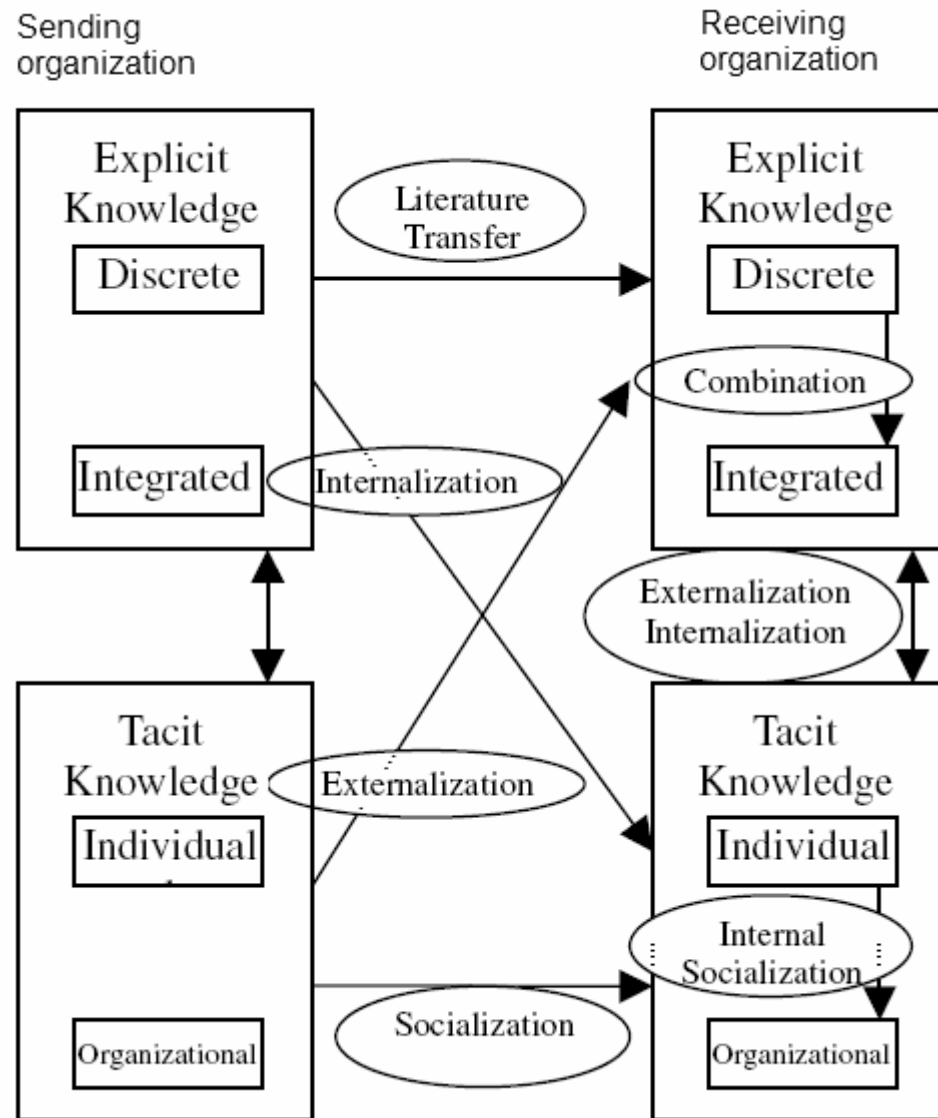 Sending
organization
Receiving
organization
Explicit
Knowledge
Discrete
Integrated
Literature
Transfer
Explicit
Knowledge
Discrete
Combination
Integrated
Internalization
Externalization
Internalization
Tacit
Knowledge
Individual
Organizational
Externalization
Socialization
Tacit
Knowledge
Individual
Internal
Socialization
Organizational